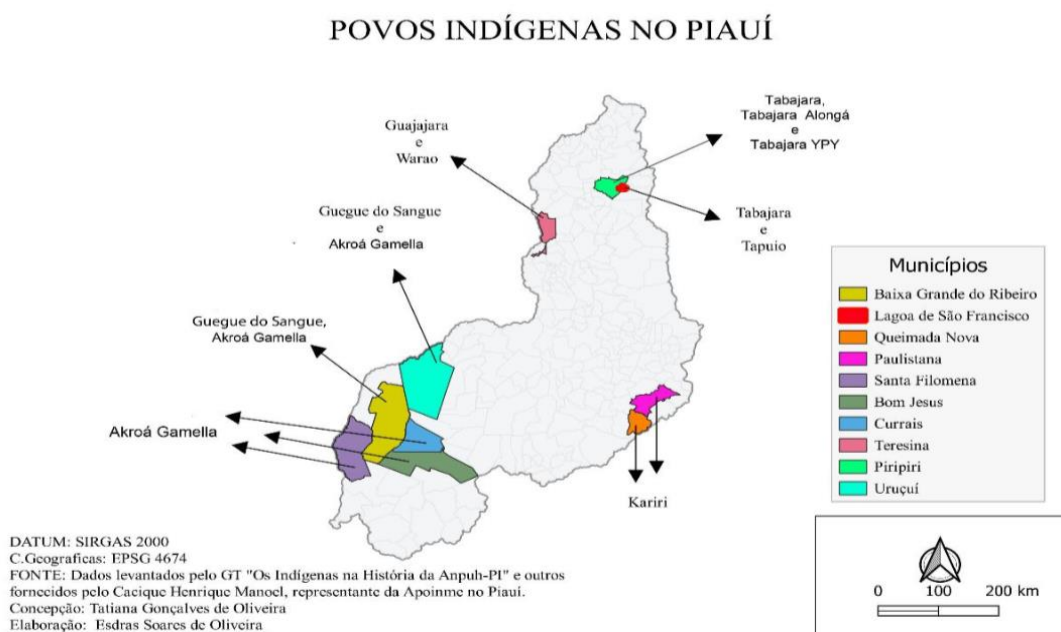 POVOS INDÍGENAS NO PIAUÍ
Tabajara,
Tabajara Alongá
e
Tabajara YPY
Guajajara
e
Warao
Tabajara
e
Tapuio
Guegue do Sangue
e
Akroá Gamella
Guegue do Sangue,
Akroá Gamella
Akroá Gamella
Kariri
Municípios
Baixa Grande do Ribeiro
Lagoa de São Francisco
Queimada Nova
Paulistana
Santa Filomena
Bom Jesus
Currais
Teresina
Piripiri
Uruçuí
DATUM: SIRGAS 2000
C.Geograficas: EPSG 4674
FONTE: Dados levantados pelo GT "Os Indígenas na História da Anpuh-PI" e outros
fornecidos pelo Cacique Henrique Manoel, representante da Apoinme no Piauí.
Concepção: Tatiana Gonçalves de Oliveira
Elaboração: Esdras Soares de Oliveira
0 100 200 km